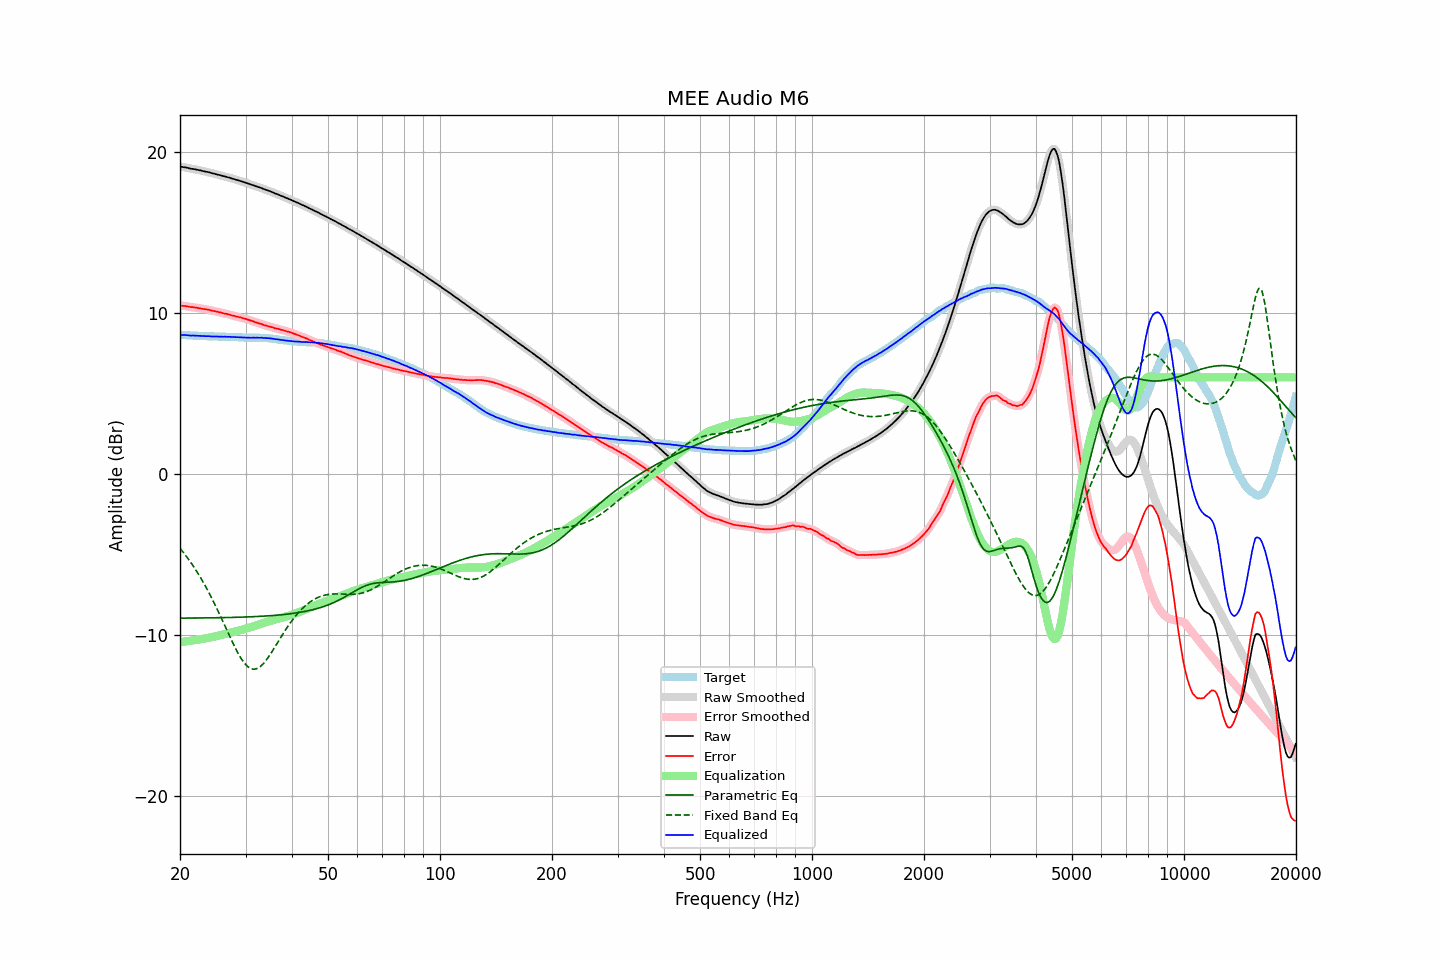 MEE Audio M6
Amplitude (dBr)
20
10
0
−10
−20
Target
Raw Smoothed
Error Smoothed
Raw
Error
Equalization
Parametric Eq
Fixed Band Eq
Equalized
20 50 100 200 500 1000 2000 5000 10000 20000
Frequency (Hz)